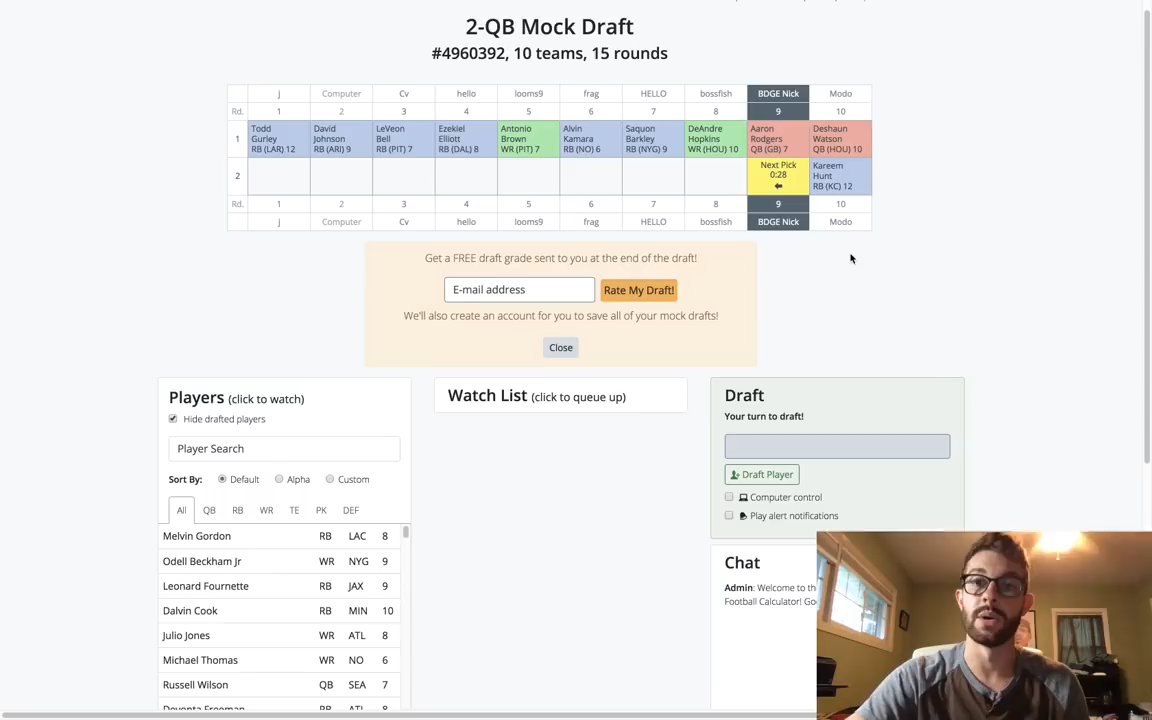 2-QB Mock Draft
#4960392, 10 teams, 15 rounds
j Computer Cv hello looms9 frag HELLO bossfish BDGE Nick Modo
Rd. 1 2 3 4 5 6 7 8 9 10
1
Todd
Gurley
RB (LAR) 12
David
Johnson
RB (ARI) 9
LeVeon
Bell
RB (PIT) 7
Ezekiel
Elliott
RB (DAL) 8
Antonio
Brown
WR (PIT) 7
Alvin
Kamara
RB (NO) 6
Saquon
Barkley
RB (NYG) 9
DeAndre
Hopkins
WR (HOU) 10
Aaron
Rodgers
QB (GB) 7
Deshaun
Watson
QB (HOU) 10
2
Next Pick
0:28
Kareem
Hunt
RB (KC) 12
Rd. 1 2 3 4 5 6 7 8 9 10
j Computer Cv hello looms9 frag HELLO bossfish BDGE Nick Modo
Get a FREE draft grade sent to you at the end of the draft!
E-mail address Rate My Draft!
We'll also create an account for you to save all of your mock drafts!
Close
Players (click to watch)
Hide drafted players
Player Search
Sort By: Default Alpha Custom
All QB RB WR TE PK DEF
Melvin Gordon RB LAC 8
Odell Beckham Jr WR NYG 9
Leonard Fournette RB JAX 9
Dalvin Cook RB MIN 10
Julio Jones WR ATL 8
Michael Thomas WR NO 6
Russell Wilson QB SEA 7
Devonta Freeman RB ATL 8
Watch List (click to queue up)
Draft
Your turn to draft!
Draft Player
Computer control
Play alert notifications
Chat
Admin: Welcome to th
Football Calculator! Go